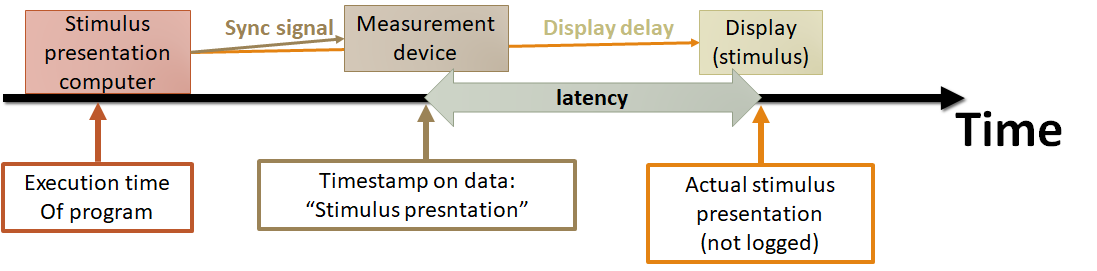 Stimulus
presentation
computer
Sync signal
Measurement
device
Display delay
Display
(stimulus)
latency
Time
Execution time
Of program
Timestamp on data:
“Stimulus presntation”
Actual stimulus
presentation
(not logged)